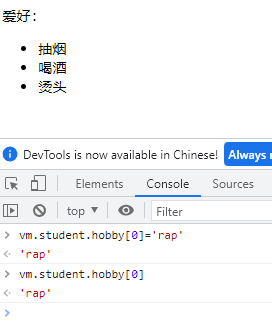 爱好：
• 抽烟
• 喝酒
• 烫头
DevTools is now available in Chinese! Always
Elements Console Sources
top ▼ Filter
> vm.student.hobby[0]='rap'
<· 'rap'
> vm.student.hobby[0]
<· 'rap'
>